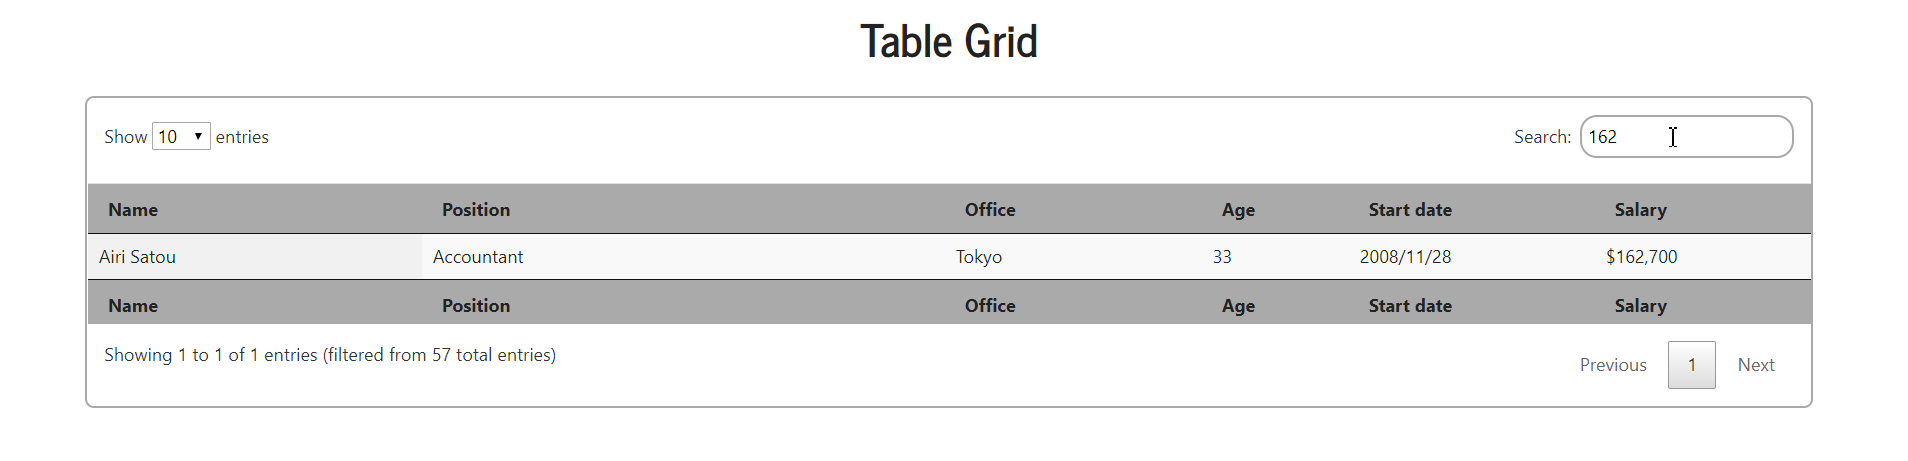 Table Grid
Show 10 entries Search: 162
Name Position Office Age Start date Salary
Airi Satou Accountant Tokyo 33 2008/11/28 $162,700
Name Position Office Age Start date Salary
Showing 1 to 1 of 1 entries (filtered from 57 total entries)
Previous 1 Next